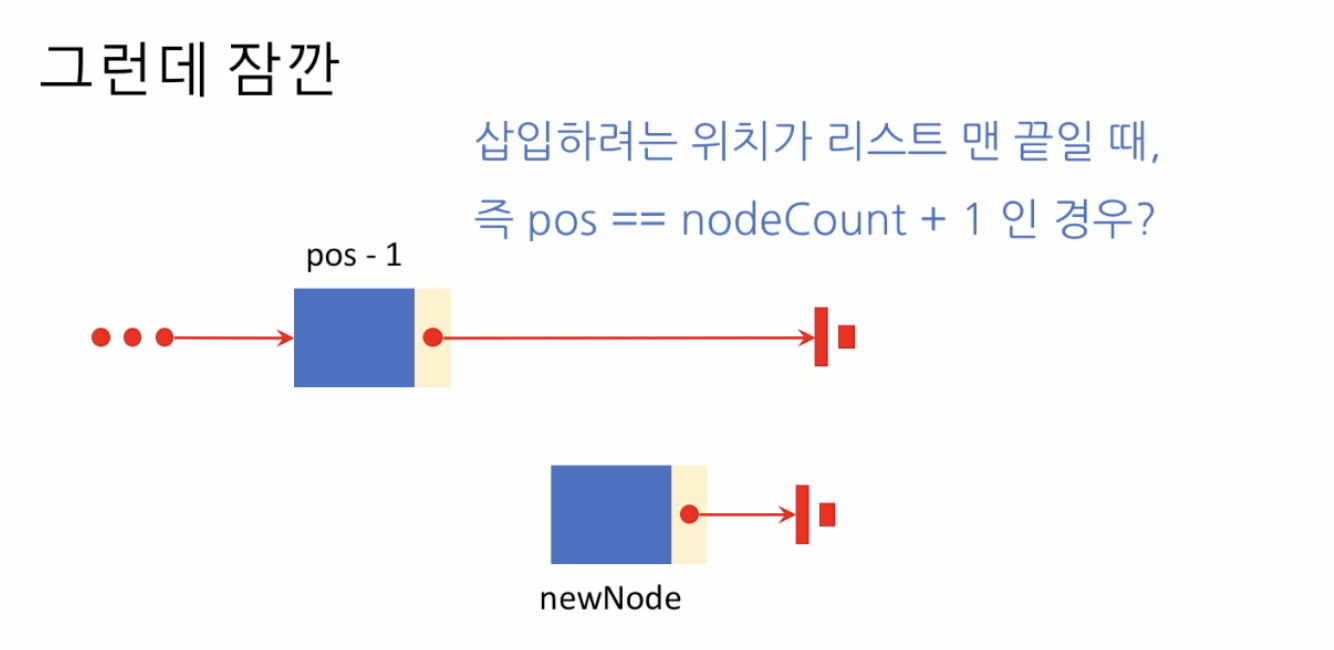 그런데 잠깐
삽입하려는 위치가 리스트 맨 끝일 때,
즉 pos == nodeCount + 1 인 경우?
pos - 1
newNode